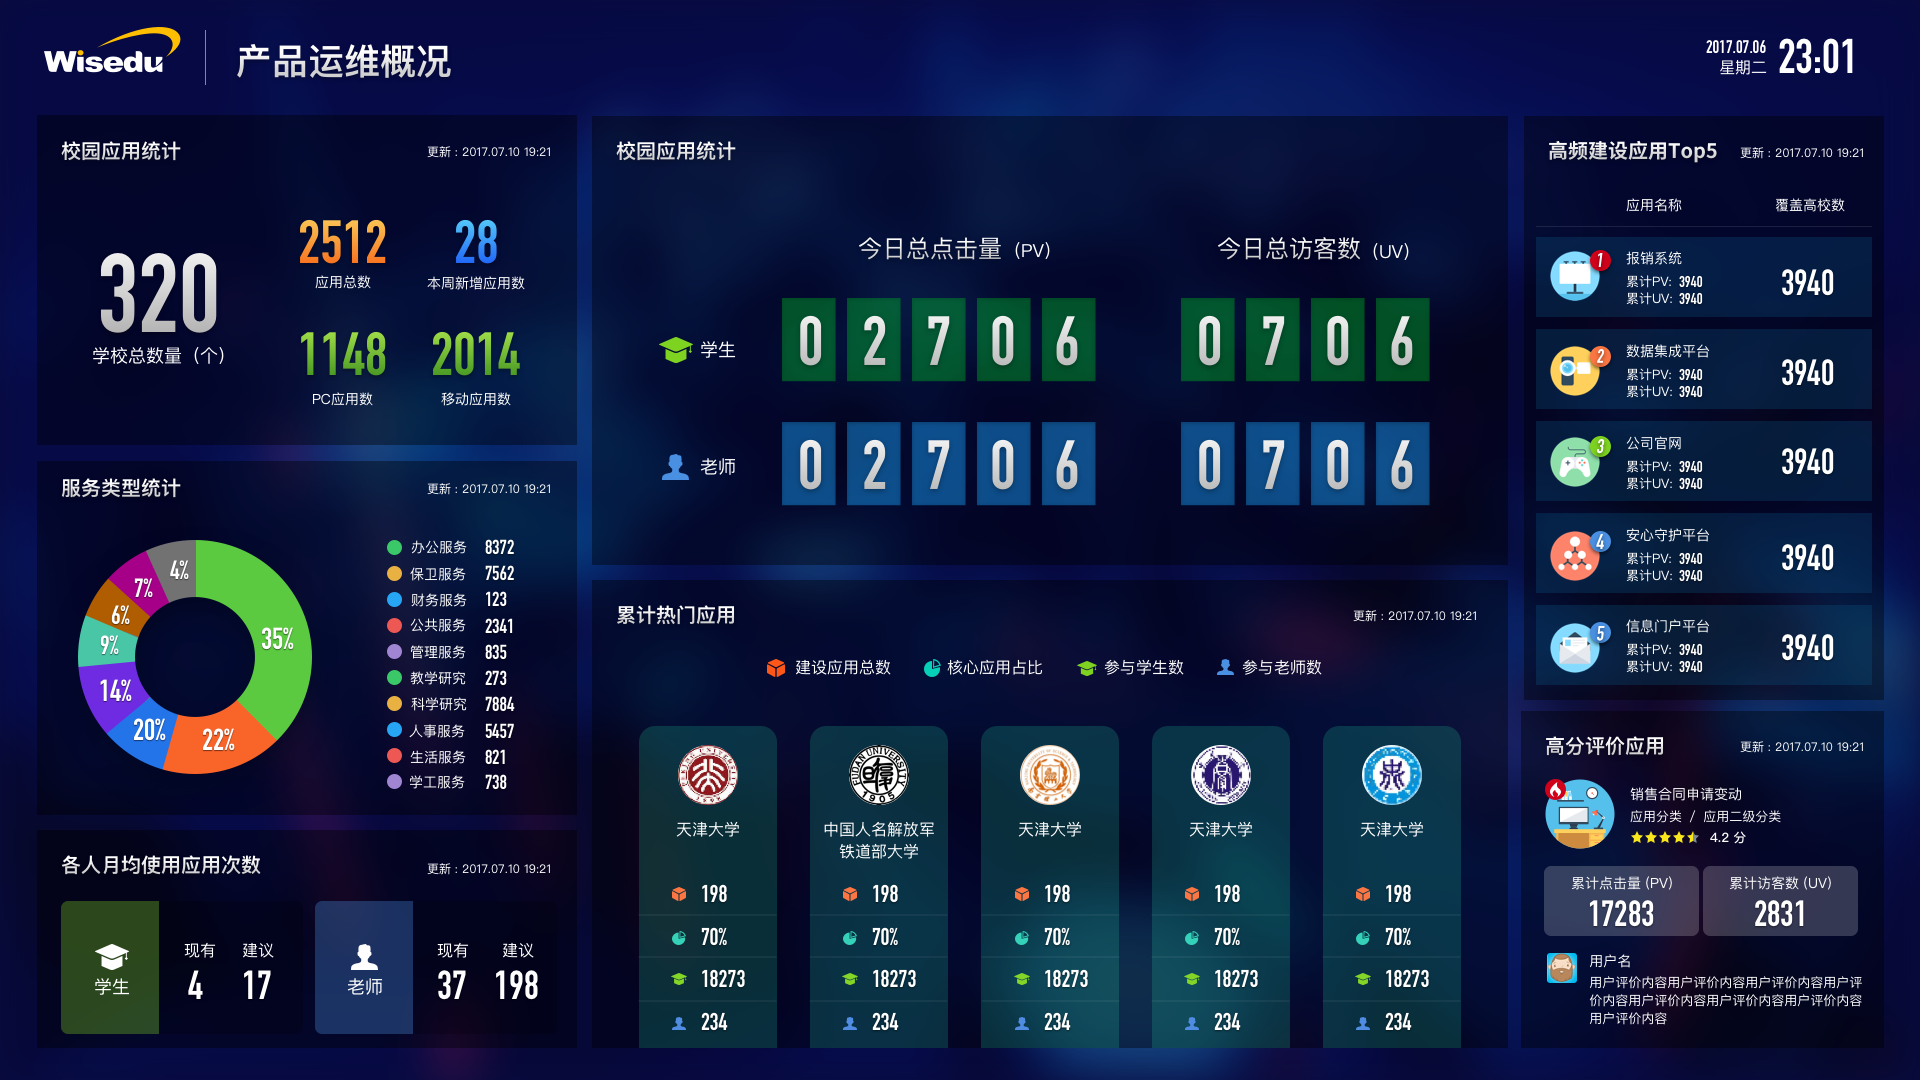 Wisedu
产品运维概况
2017.07.06
星期二
23:01
校园应用统计
更新 : 2017.07.10 19:21
320
学校总数量（个）
2512
应用总数
28
本周新增应用数
1148
PC应用数
2014
移动应用数
服务类型统计
更新 : 2017.07.10 19:21
4%
7%
6%
9%
14%
20%
22%
35%
办公服务 8372
保卫服务 7562
财务服务 123
公共服务 2341
管理服务 835
教学研究 273
科学研究 7884
人事服务 5457
生活服务 821
学工服务 738
各人月均使用应用次数
更新 : 2017.07.10 19:21
学生
现有 建议
4 17
老师
现有 建议
37 198
校园应用统计
今日总点击量 (PV)
今日总访客数 (UV)
学生
0 2 7 0 6
0 7 0 6
老师
0 2 7 0 6
0 7 0 6
累计热门应用
更新 : 2017.07.10 19:21
建设应用总数 核心应用占比 参与学生数 参与老师数
天津大学
198
70%
18273
234
FUDAN UNIVERSITY
1905
中国人名解放军
铁道部大学
198
70%
18273
234
天津大学
198
70%
18273
234
天津大学
198
70%
18273
234
天津大学
198
70%
18273
234
高频建设应用Top5
更新 : 2017.07.10 19:21
应用名称 覆盖高校数
1
报销系统
累计PV: 3940
累计UV: 3940
3940
2
数据集成平台
累计PV: 3940
累计UV: 3940
3940
3
公司官网
累计PV: 3940
累计UV: 3940
3940
4
安心守护平台
累计PV: 3940
累计UV: 3940
3940
5
信息门户平台
累计PV: 3940
累计UV: 3940
3940
高分评价应用
更新 : 2017.07.10 19:21
销售合同申请变动
应用分类 / 应用二级分类
4.2 分
累计点击量 (PV)
17283
累计访客数 (UV)
2831
用户名
用户评价内容用户评价内容用户评价内容用户评
价内容用户评价内容用户评价内容用户评价内容
用户评价内容